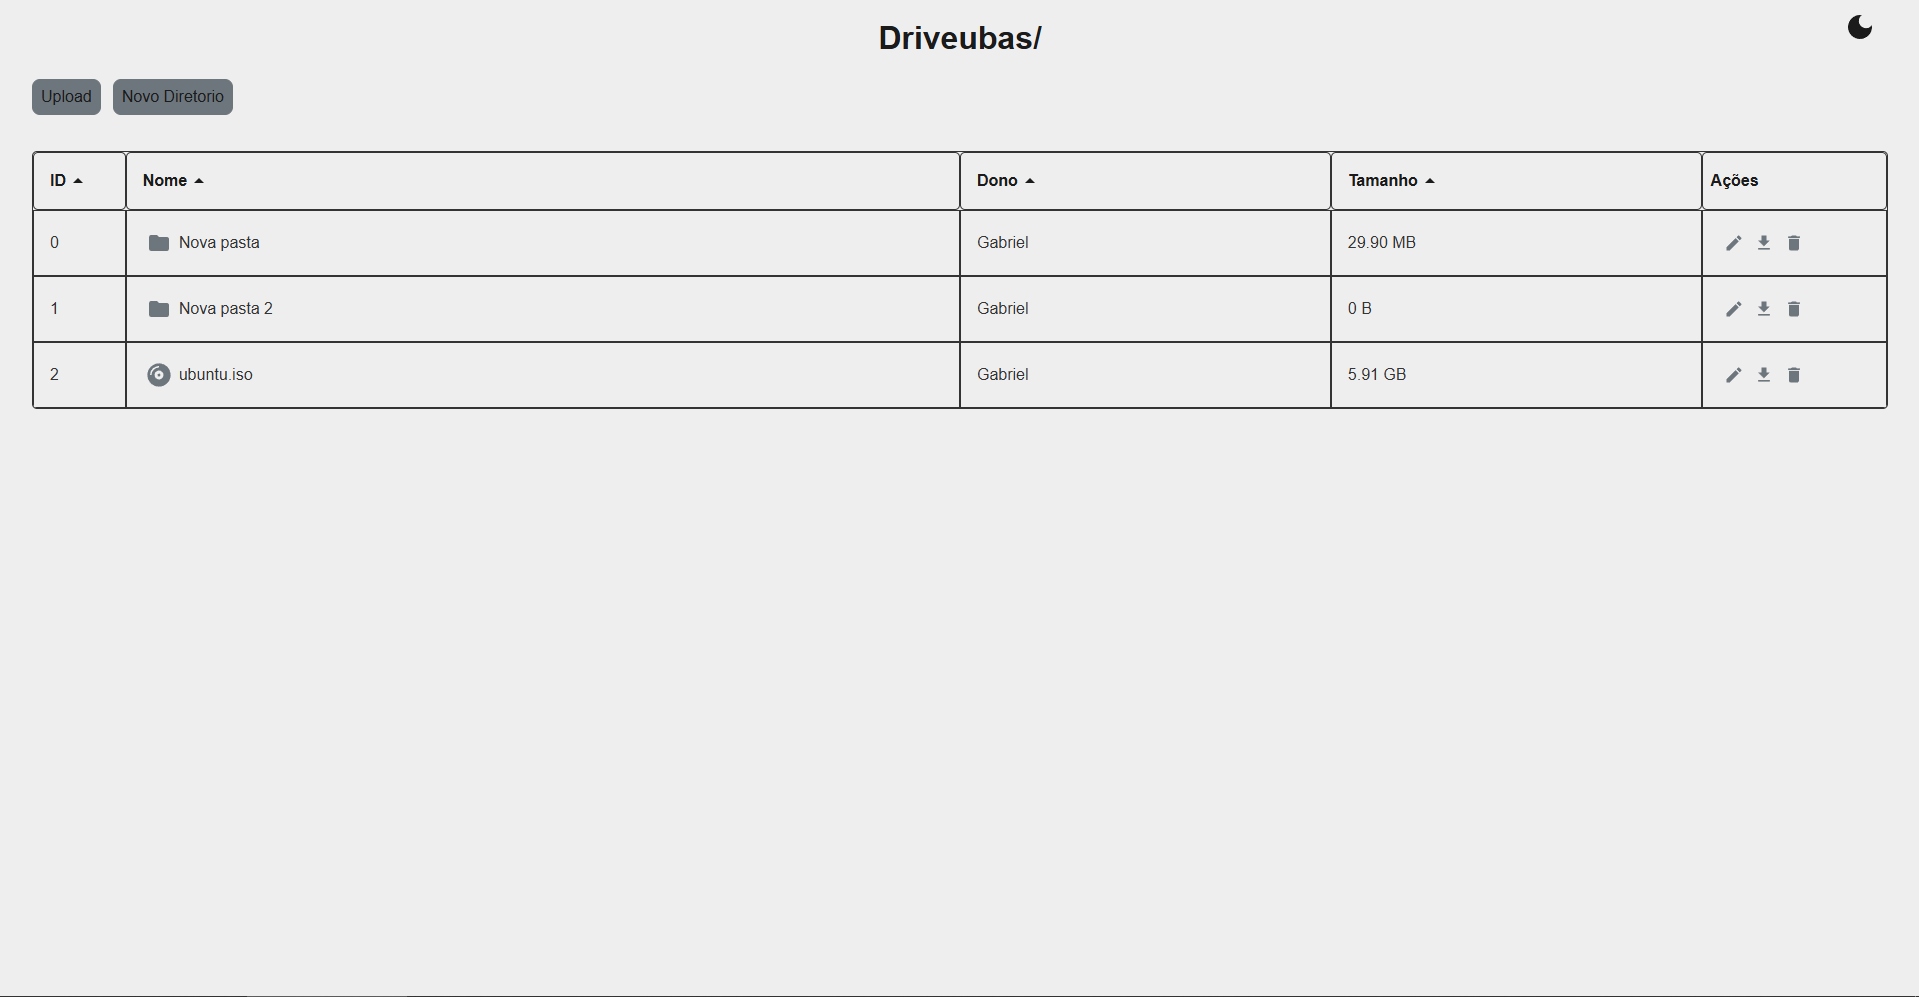 Driveubas/
Upload Novo Diretorio
ID Nome Dono Tamanho Ações
0 Nova pasta Gabriel 29.90 MB
1 Nova pasta 2 Gabriel 0 B
2 ubuntu.iso Gabriel 5.91 GB